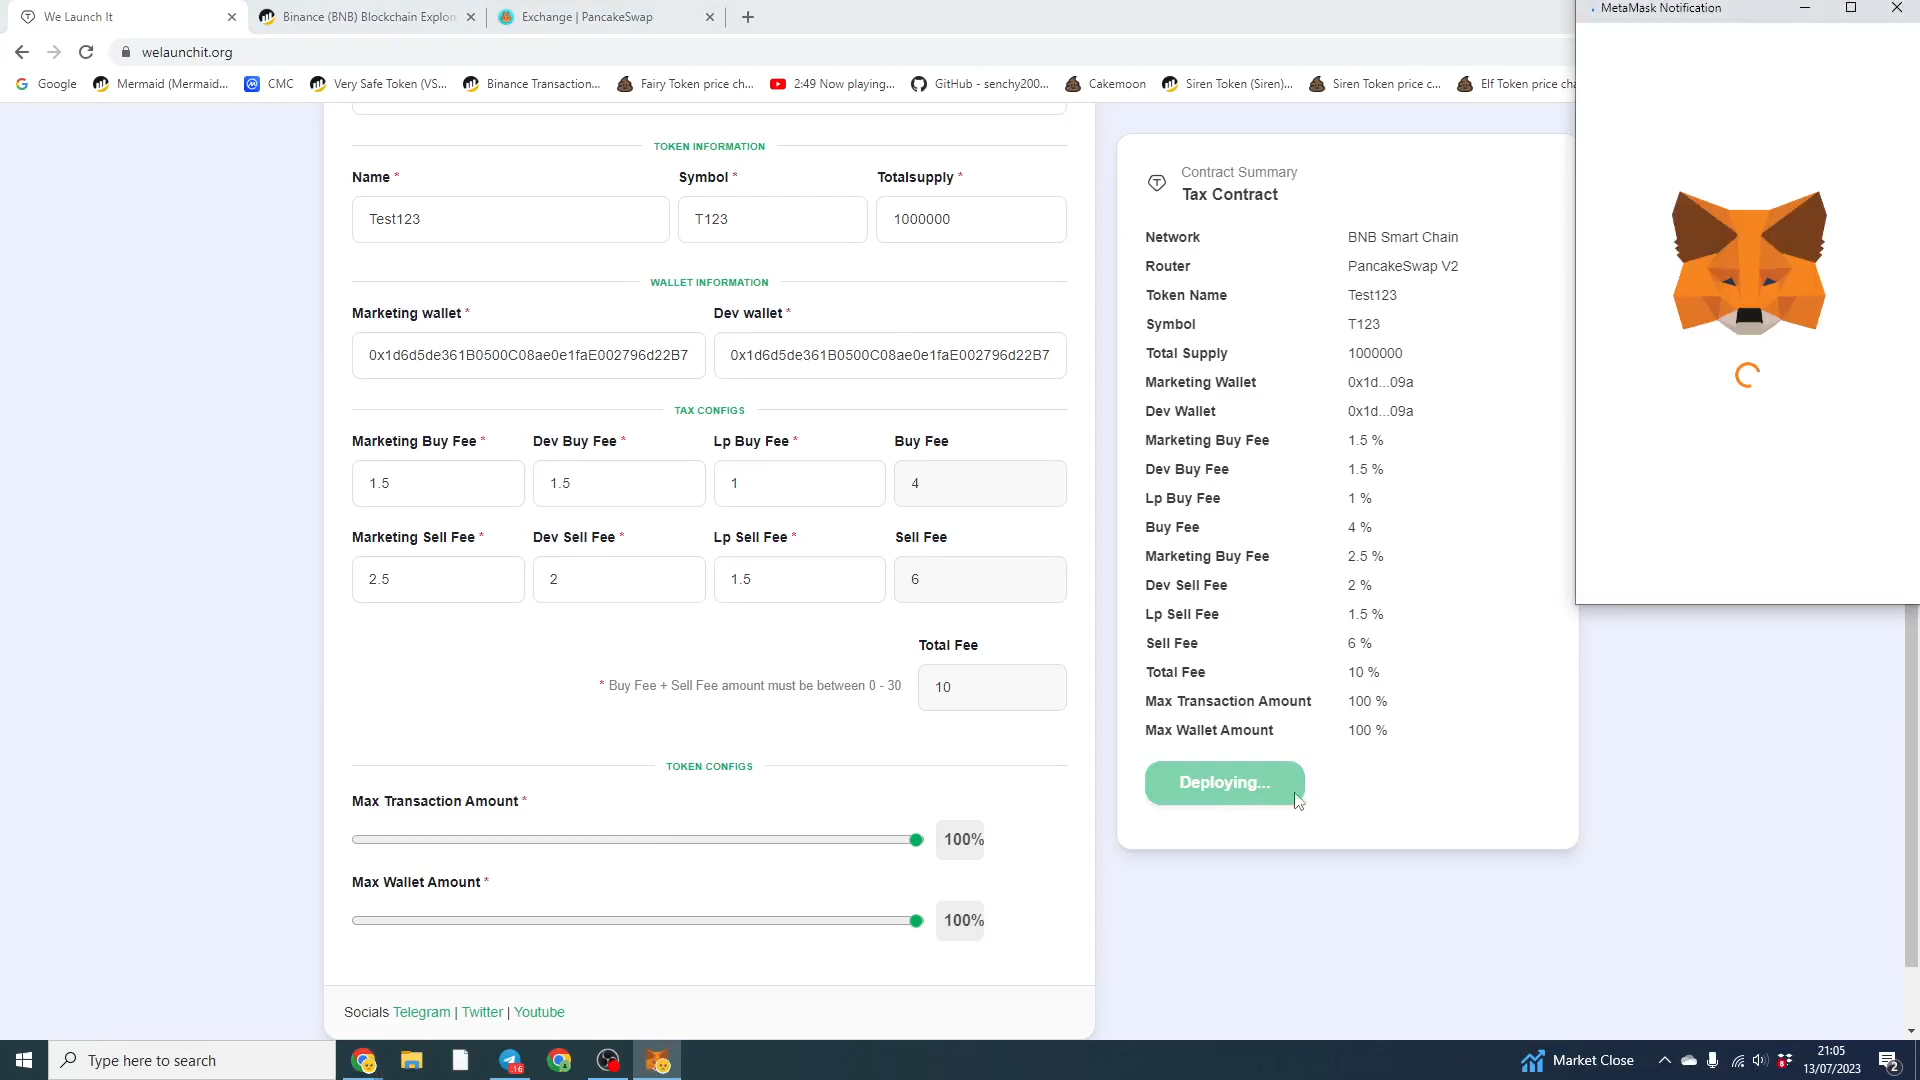 We Launch It
Binance (BNB) Blockchain Explor
Exchange | PancakeSwap
MetaMask Notification
welaunchit.org
Google
Mermaid (Mermaid...
CMC
Very Safe Token (VS...
Binance Transaction...
Fairy Token price ch...
2:49 Now playing...
GitHub - senchy200...
Cakemoon
Siren Token (Siren)...
Siren Token price c...
Elf Token price cha
TOKEN INFORMATION
Name *
Symbol *
Totalsupply *
Test123
T123
1000000
WALLET INFORMATION
Marketing wallet *
Dev wallet *
0x1d6d5de361B0500C08ae0e1faE002796d22B7
0x1d6d5de361B0500C08ae0e1faE002796d22B7
TAX CONFIGS
Marketing Buy Fee *
Dev Buy Fee *
Lp Buy Fee *
Buy Fee
1.5
1.5
1
4
Marketing Sell Fee *
Dev Sell Fee *
Lp Sell Fee *
Sell Fee
2.5
2
1.5
6
Total Fee
* Buy Fee + Sell Fee amount must be between 0 - 30
10
TOKEN CONFIGS
Max Transaction Amount *
100%
Max Wallet Amount *
100%
Socials Telegram | Twitter | Youtube
Contract Summary
Tax Contract
Network BNB Smart Chain
Router PancakeSwap V2
Token Name Test123
Symbol T123
Total Supply 1000000
Marketing Wallet 0x1d...09a
Dev Wallet 0x1d...09a
Marketing Buy Fee 1.5 %
Dev Buy Fee 1.5 %
Lp Buy Fee 1 %
Buy Fee 4 %
Marketing Buy Fee 2.5 %
Dev Sell Fee 2 %
Lp Sell Fee 1.5 %
Sell Fee 6 %
Total Fee 10 %
Max Transaction Amount 100 %
Max Wallet Amount 100 %
Deploying...
Type here to search
Market Close
21:05
13/07/2023
2